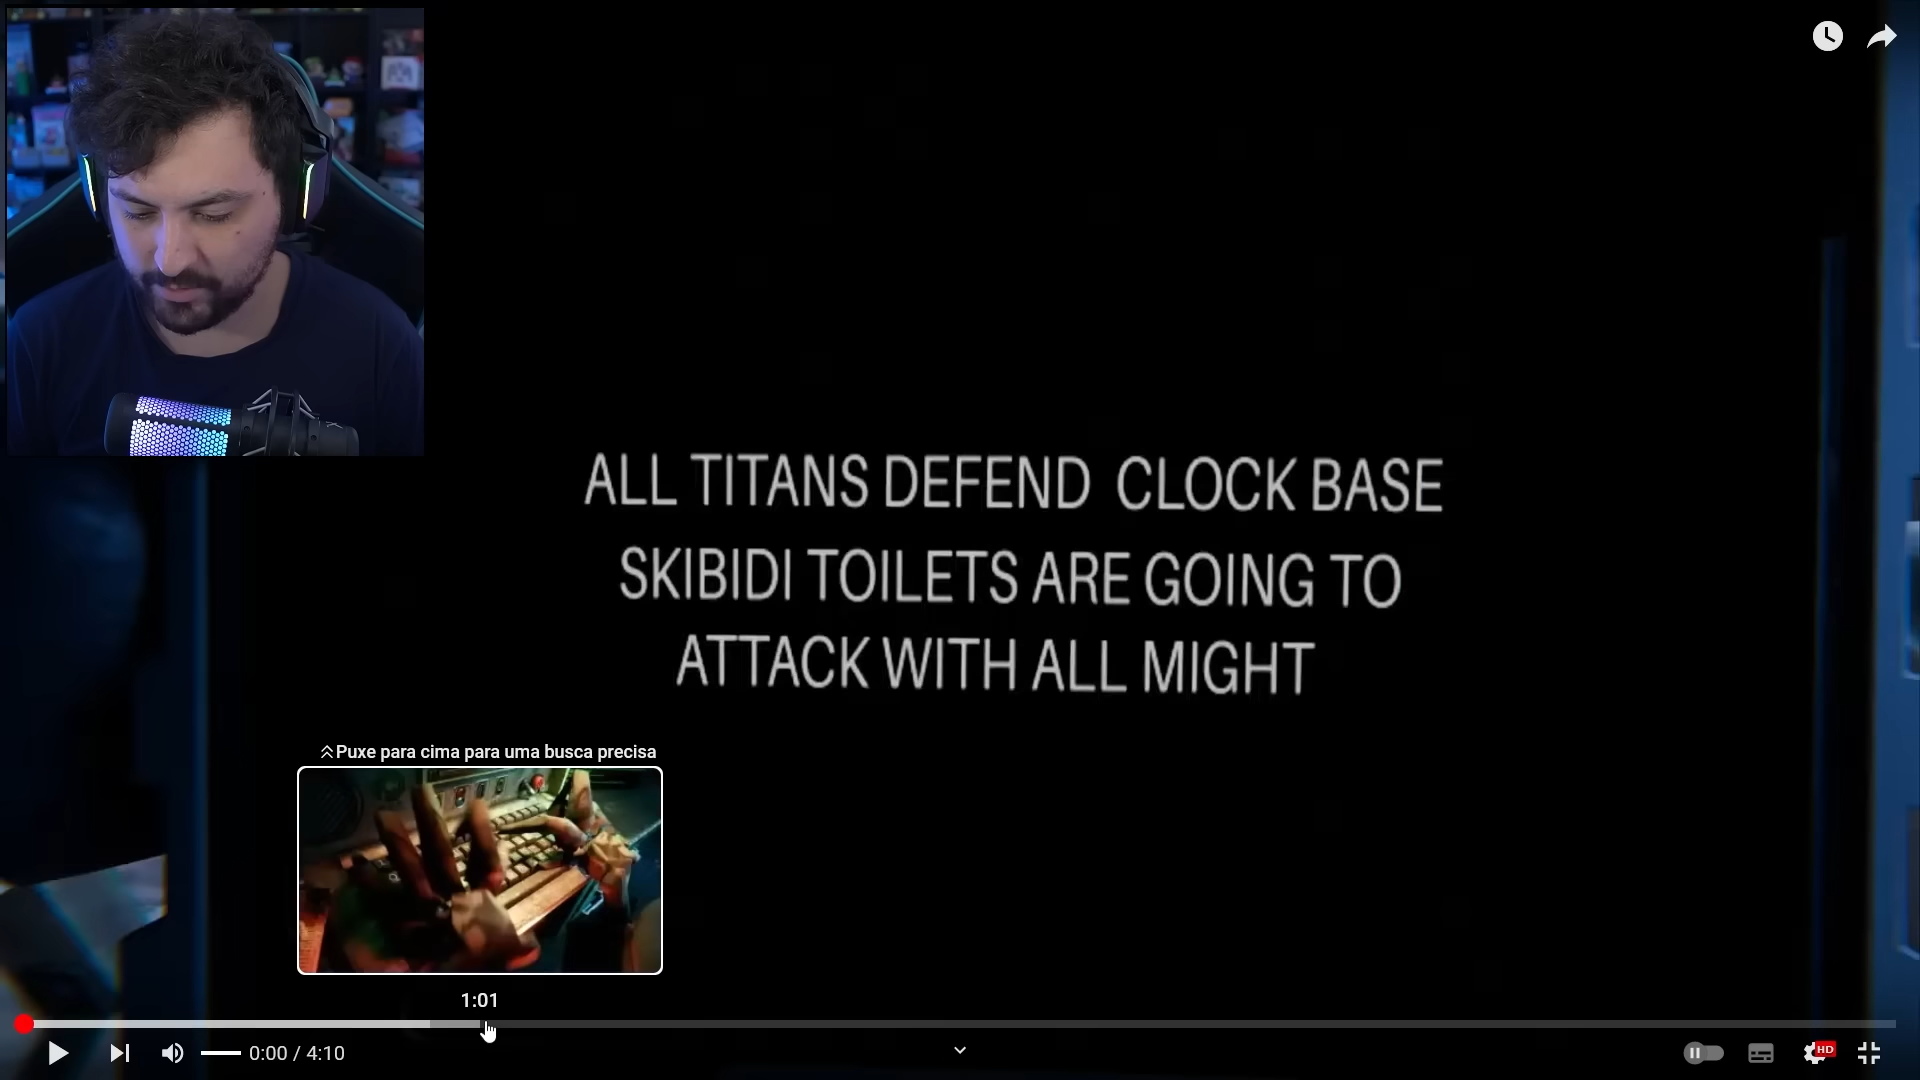 ALL TITANS DEFEND CLOCK BASE
SKIBIDI TOILETS ARE GOING TO
ATTACK WITH ALL MIGHT
Puxe para cima para uma busca precisa
1:01
0:00 / 4:10
HD